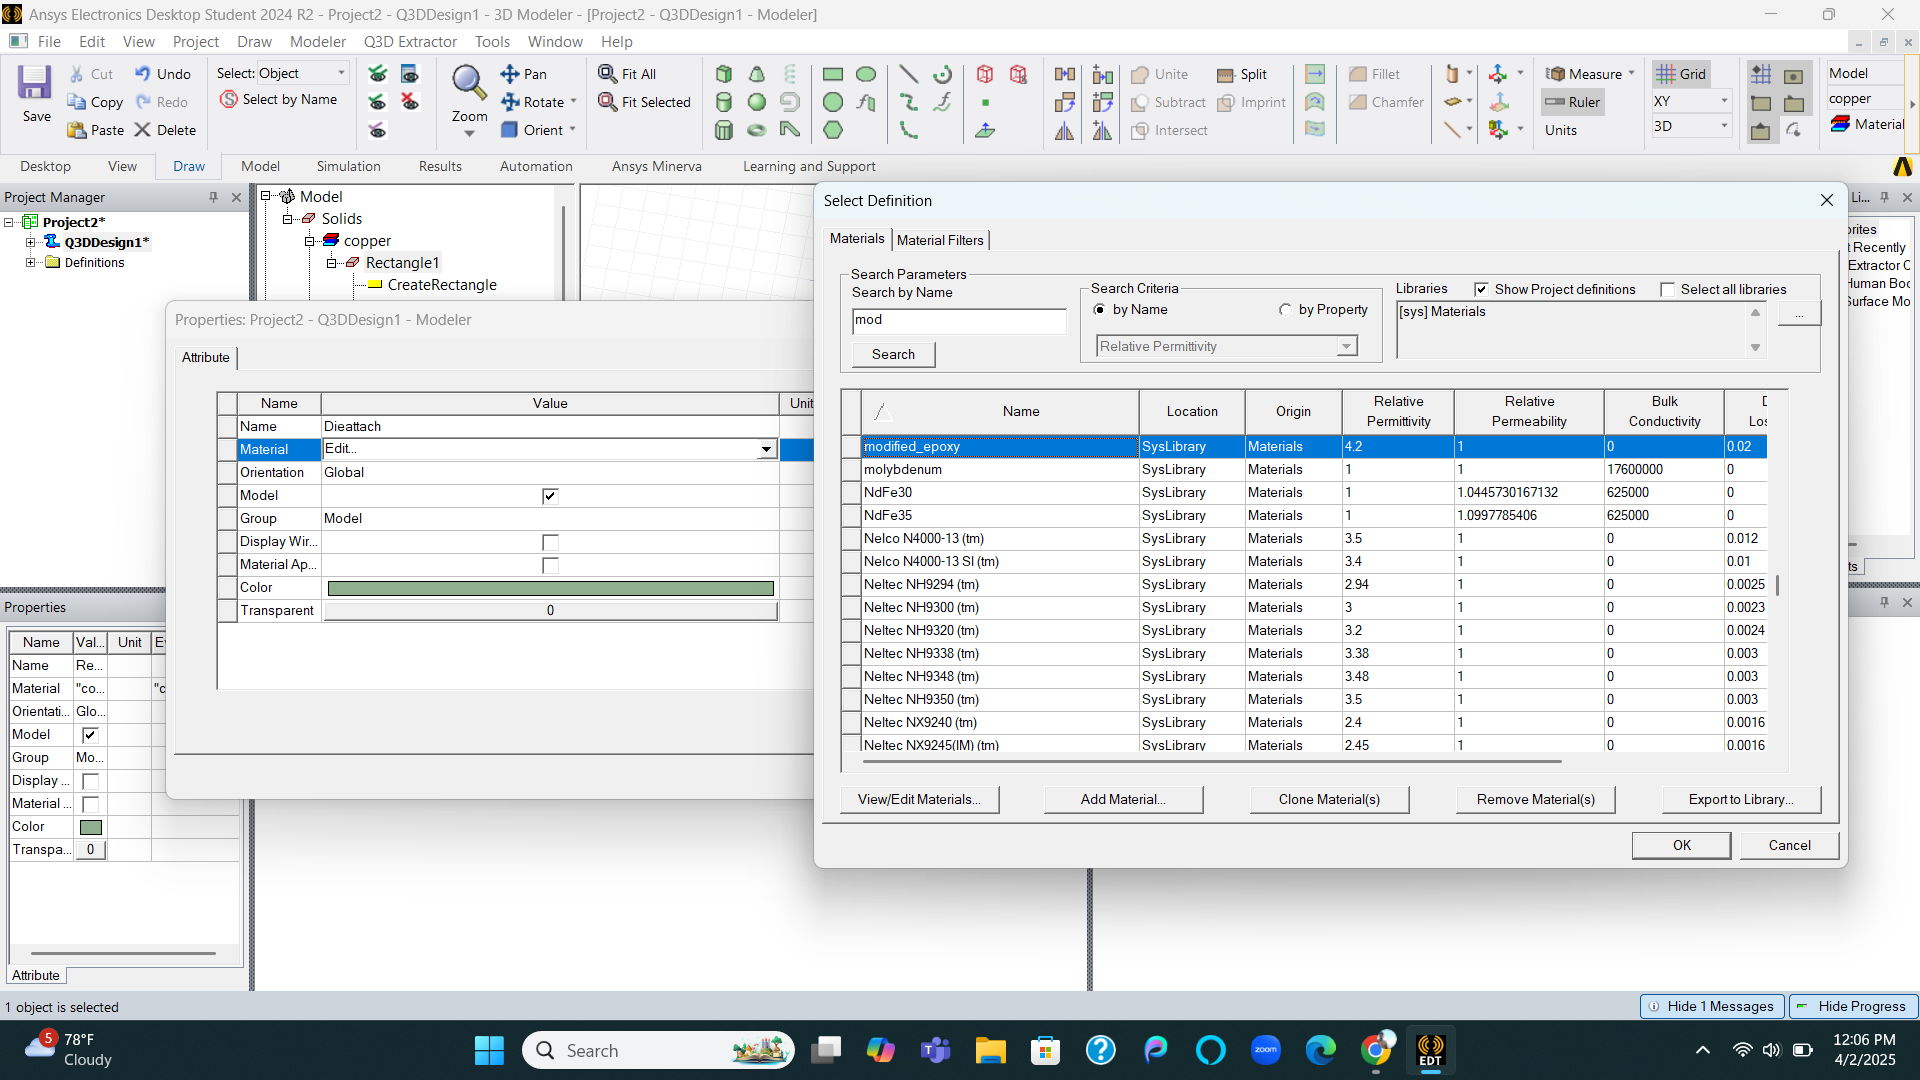 Ansys Electronics Desktop Student 2024 R2 - Project2 - Q3DDesign1 - 3D Modeler - [Project2 - Q3DDesign1 - Modeler]
File Edit View Project Draw Modeler Q3D Extractor Tools Window Help
Save
Cut
Copy
Paste
Undo
Redo
Delete
Select: Object
Select by Name
Zoom
Pan
Rotate
Orient
Fit All
Fit Selected
Unite
Subtract
Intersect
Split
Imprint
Fillet
Chamfer
Measure
Ruler
Units
Grid
XY
3D
Model
copper
Material
Desktop View Draw Model Simulation Results Automation Ansys Minerva Learning and Support
Project Manager
Project2*
Q3DDesign1*
Definitions
Model
Solids
copper
Rectangle1
CreateRectangle
Properties: Project2 - Q3DDesign1 - Modeler
Attribute
Name Value Unit
Name Dieattach
Material Edit...
Orientation Global
Model
Group Model
Display Wir...
Material Ap...
Color
Transparent 0
Properties
Name Val... Unit E
Name Re...
Material "co... "c
Orientati... Glo...
Model
Group Mo...
Display ...
Material ...
Color
Transpa... 0
Attribute
Select Definition
Materials Material Filters
Search Parameters
Search by Name
mod
Search
Search Criteria
by Name by Property
Relative Permittivity
Libraries Show Project definitions Select all libraries
[sys] Materials
...
Name Location Origin Relative Permittivity Relative Permeability Bulk Conductivity
modified_epoxy SysLibrary Materials 4.2 1 0 0.02
molybdenum SysLibrary Materials 1 1 17600000 0
NdFe30 SysLibrary Materials 1 1.0445730167132 625000 0
NdFe35 SysLibrary Materials 1 1.0997785406 625000 0
Nelco N4000-13 (tm) SysLibrary Materials 3.5 1 0 0.012
Nelco N4000-13 SI (tm) SysLibrary Materials 3.4 1 0 0.01
Neltec NH9294 (tm) SysLibrary Materials 2.94 1 0 0.0025
Neltec NH9300 (tm) SysLibrary Materials 3 1 0 0.0023
Neltec NH9320 (tm) SysLibrary Materials 3.2 1 0 0.0024
Neltec NH9338 (tm) SysLibrary Materials 3.38 1 0 0.003
Neltec NH9348 (tm) SysLibrary Materials 3.48 1 0 0.003
Neltec NH9350 (tm) SysLibrary Materials 3.5 1 0 0.003
Neltec NX9240 (tm) SysLibrary Materials 2.4 1 0 0.0016
Neltec NX9245(IM) (tm) SysLibrary Materials 2.45 1 0 0.0016
View/Edit Materials... Add Material... Clone Material(s) Remove Material(s) Export to Library...
OK Cancel
Li...
orites
t Recently
Extractor C
Human Boo
Surface Mo
ts
1 object is selected
Hide 1 Messages Hide Progress
5
78°F
Cloudy
Search
zoom
EDT
12:06 PM
4/2/2025